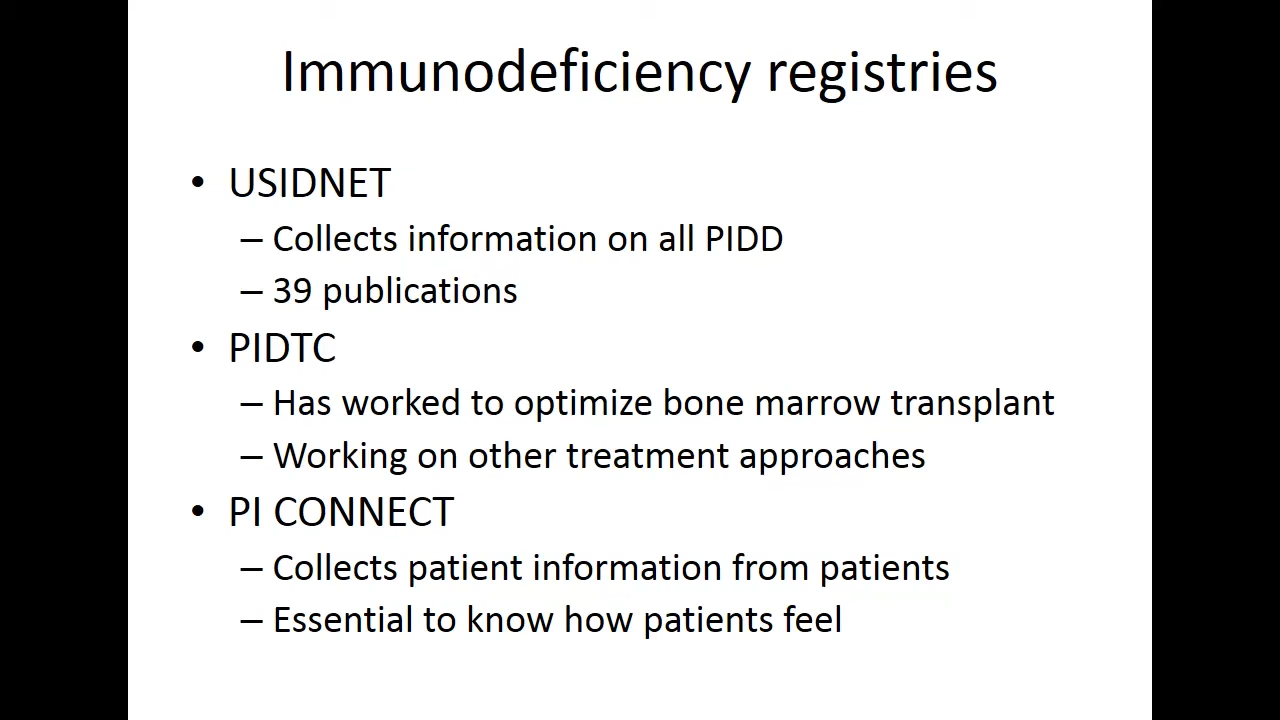 Immunodeficiency registries
• USIDNET
– Collects information on all PIDD
– 39 publications
• PIDTC
– Has worked to optimize bone marrow transplant
– Working on other treatment approaches
• PI CONNECT
– Collects patient information from patients
– Essential to know how patients feel